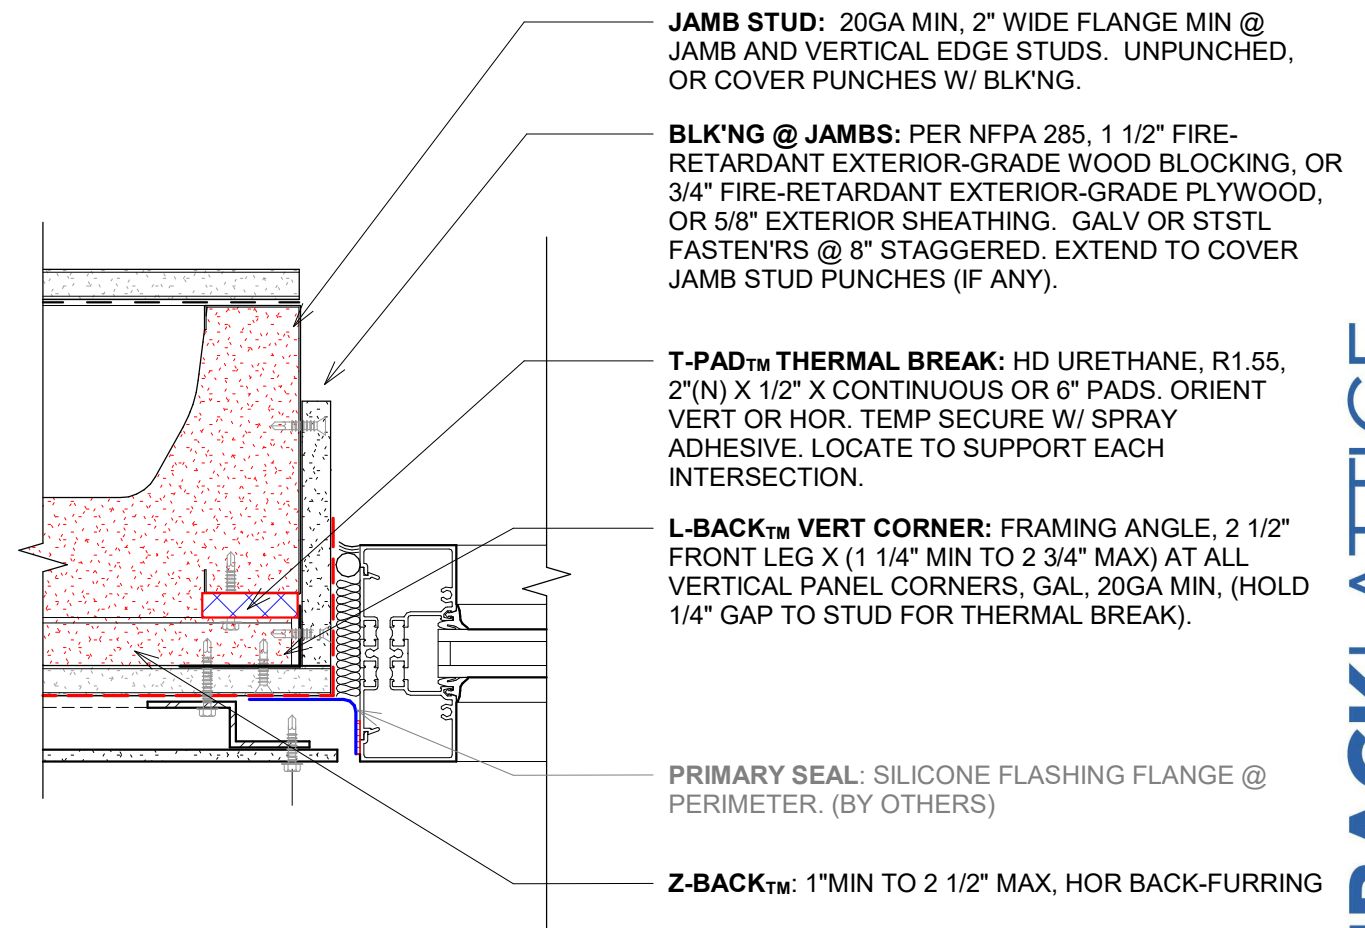 JAMB STUD: 20GA MIN, 2" WIDE FLANGE MIN @
JAMB AND VERTICAL EDGE STUDS. UNPUNCHED,
OR COVER PUNCHES W/ BLK'NG.
BLK'NG @ JAMBS: PER NFPA 285, 1 1/2" FIRE-
RETARDANT EXTERIOR-GRADE WOOD BLOCKING, OR
3/4" FIRE-RETARDANT EXTERIOR-GRADE PLYWOOD,
OR 5/8" EXTERIOR SHEATHING. GALV OR STSTL
FASTEN'RS @ 8" STAGGERED. EXTEND TO COVER
JAMB STUD PUNCHES (IF ANY).
T-PAD™ THERMAL BREAK: HD URETHANE, R1.55,
2"(N) X 1/2" X CONTINUOUS OR 6" PADS. ORIENT
VERT OR HOR. TEMP SECURE W/ SPRAY
ADHESIVE. LOCATE TO SUPPORT EACH
INTERSECTION.
L-BACK™ VERT CORNER: FRAMING ANGLE, 2 1/2"
FRONT LEG X (1 1/4" MIN TO 2 3/4" MAX) AT ALL
VERTICAL PANEL CORNERS, GAL, 20GA MIN, (HOLD
1/4" GAP TO STUD FOR THERMAL BREAK).
PRIMARY SEAL: SILICONE FLASHING FLANGE @
PERIMETER. (BY OTHERS)
Z-BACK™: 1"MIN TO 2 1/2" MAX, HOR BACK-FURRING